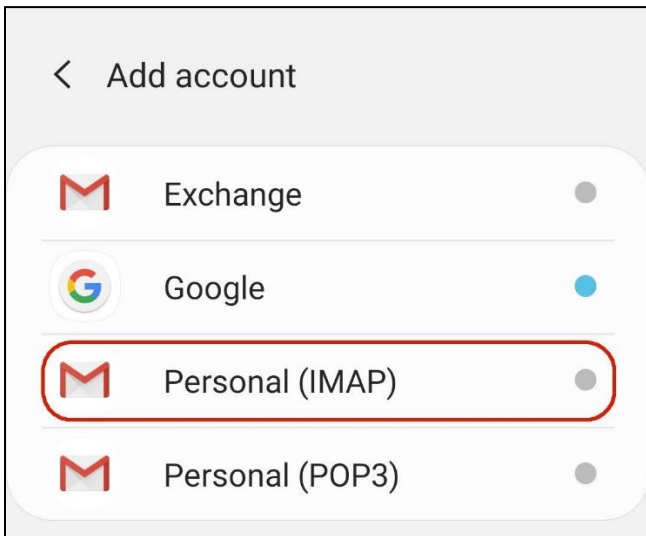 Add account
Exchange
Google
Personal (IMAP)
Personal (POP3)